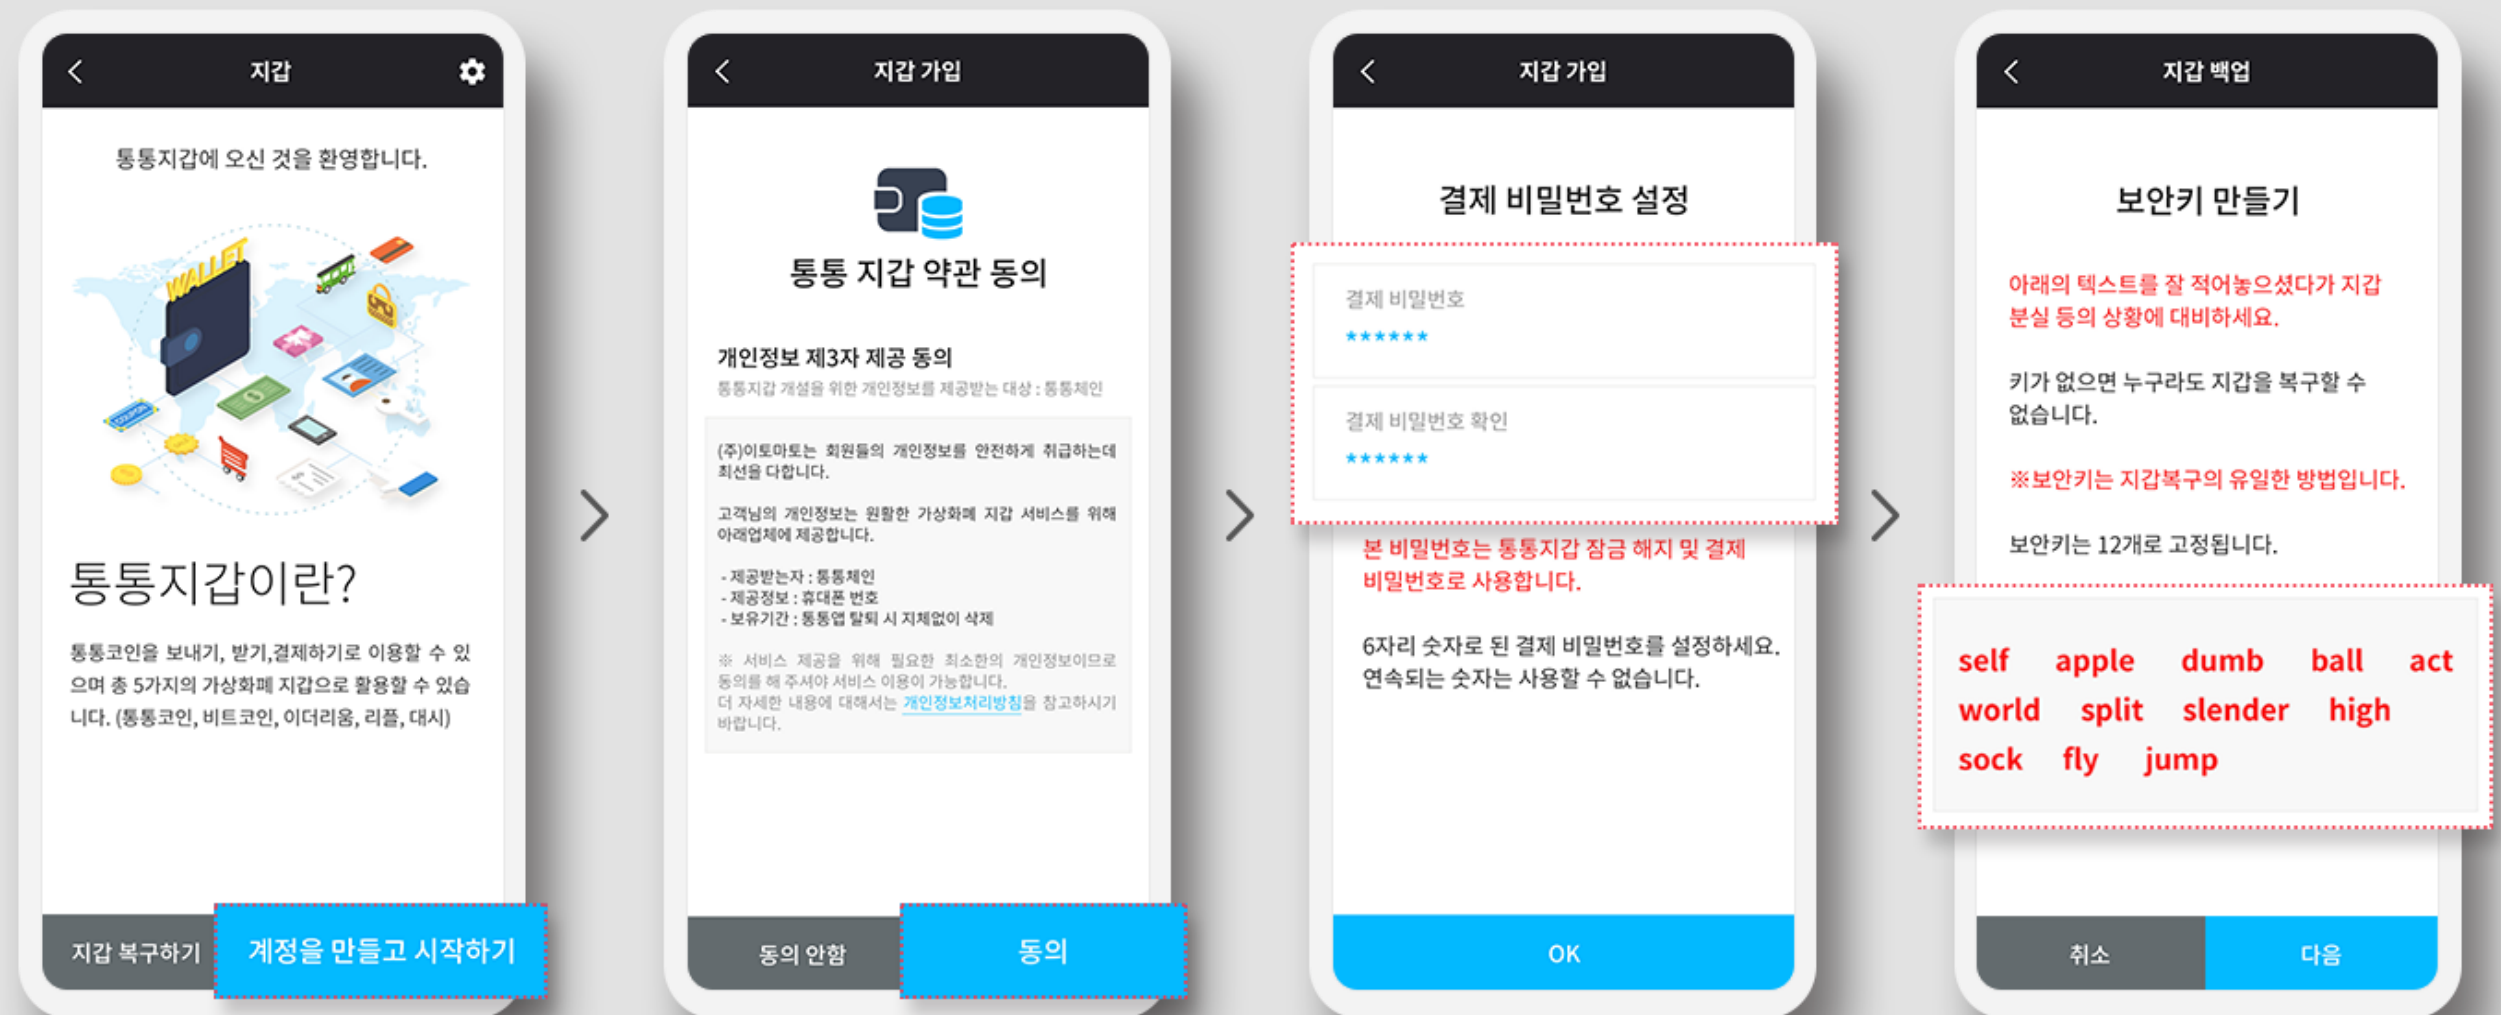 지갑
통통지갑에 오신 것을 환영합니다.
WALLET
COUPON
통통지갑이란?
통통코인을 보내기, 받기,결제하기로 이용할 수 있
으며 총 5가지의 가상화폐 지갑으로 활용할 수 있습
니다. (통통코인, 비트코인, 이더리움, 리플, 대시)
지갑 복구하기
계정을 만들고 시작하기
지갑 가입
통통 지갑 약관 동의
개인정보 제3자 제공 동의
통통지갑 개설을 위한 개인정보를 제공받는 대상 : 통통체인
(주)이토마토는 회원들의 개인정보를 안전하게 취급하는데
최선을 다합니다.
고객님의 개인정보는 원활한 가상화폐 지갑 서비스를 위해
아래업체에 제공합니다.
- 제공받는자 : 통통체인
- 제공정보 : 휴대폰 번호
- 보유기간 : 통통앱 탈퇴 시 지체없이 삭제
※ 서비스 제공을 위해 필요한 최소한의 개인정보이므로
동의를 해 주셔야 서비스 이용이 가능합니다.
더 자세한 내용에 대해서는 개인정보처리방침을 참고하시기
바랍니다.
동의 안함
동의
지갑 가입
결제 비밀번호 설정
결제 비밀번호
******
결제 비밀번호 확인
******
본 비밀번호는 통통지갑 잠금 해지 및 결제
비밀번호로 사용합니다.
6자리 숫자로 된 결제 비밀번호를 설정하세요.
연속되는 숫자는 사용할 수 없습니다.
OK
지갑 백업
보안키 만들기
아래의 텍스트를 잘 적어놓으셨다가 지갑
분실 등의 상황에 대비하세요.
키가 없으면 누구라도 지갑을 복구할 수
없습니다.
※보안키는 지갑복구의 유일한 방법입니다.
보안키는 12개로 고정됩니다.
self apple dumb ball act
world split slender high
sock fly jump
취소
다음